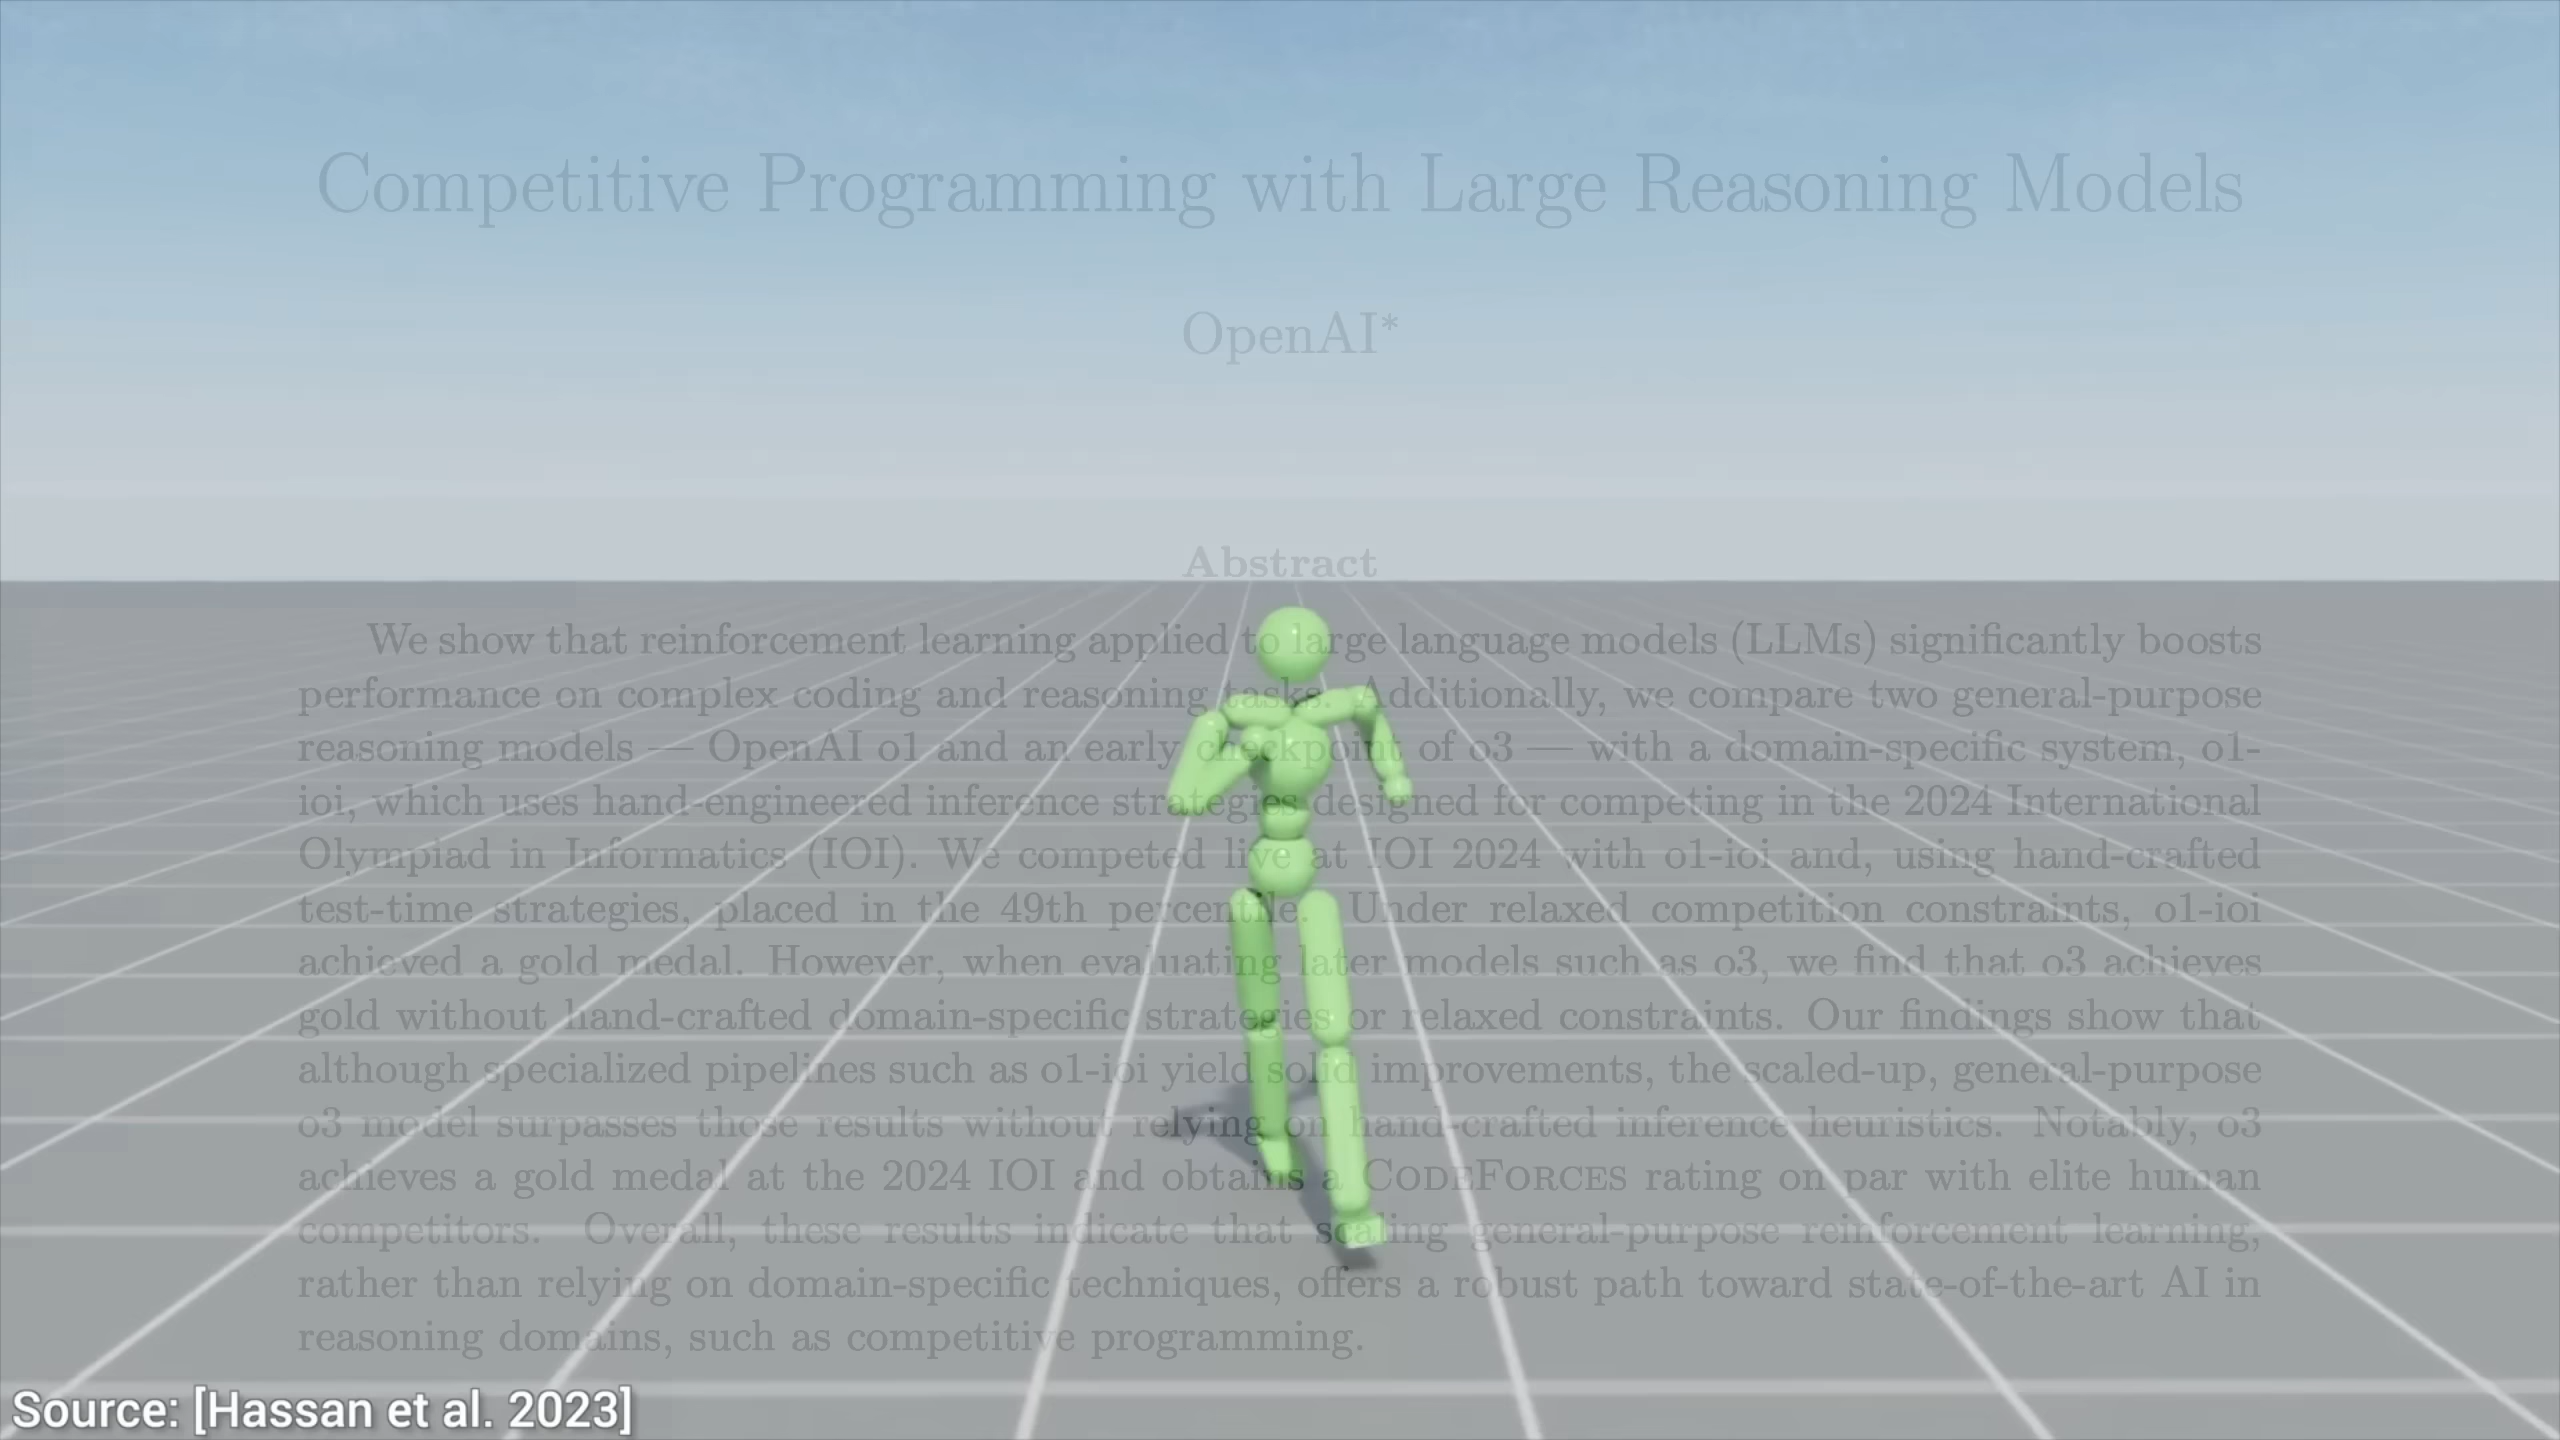 Competitive Programming with Large Reasoning Models
OpenAI*
Abstract
We show that reinforcement learning applied to large language models (LLMs) significantly boosts
performance on complex coding and reasoning tasks. Additionally, we compare two general-purpose
reasoning models — OpenAI o1 and an early checkpoint of o3 — with a domain-specific system, o1-
ioi, which uses hand-engineered inference strategies designed for competing in the 2024 International
Olympiad in Informatics (IOI). We competed live at IOI 2024 with o1-ioi and, using hand-crafted
test-time strategies, placed in the 49th percentile. Under relaxed competition constraints, o1-ioi
achieved a gold medal. However, when evaluating later models such as o3, we find that o3 achieves
gold without hand-crafted domain-specific strategies or relaxed constraints. Our findings show that
although specialized pipelines such as o1-ioi yield solid improvements, the scaled-up, general-purpose
o3 model surpasses those results without relying on hand-crafted inference heuristics. Notably, o3
achieves a gold medal at the 2024 IOI and obtains a CODEFORCES rating on par with elite human
competitors. Overall, these results indicate that scaling general-purpose reinforcement learning,
rather than relying on domain-specific techniques, offers a robust path toward state-of-the-art AI in
reasoning domains, such as competitive programming.
Source: [Hassan et al. 2023]